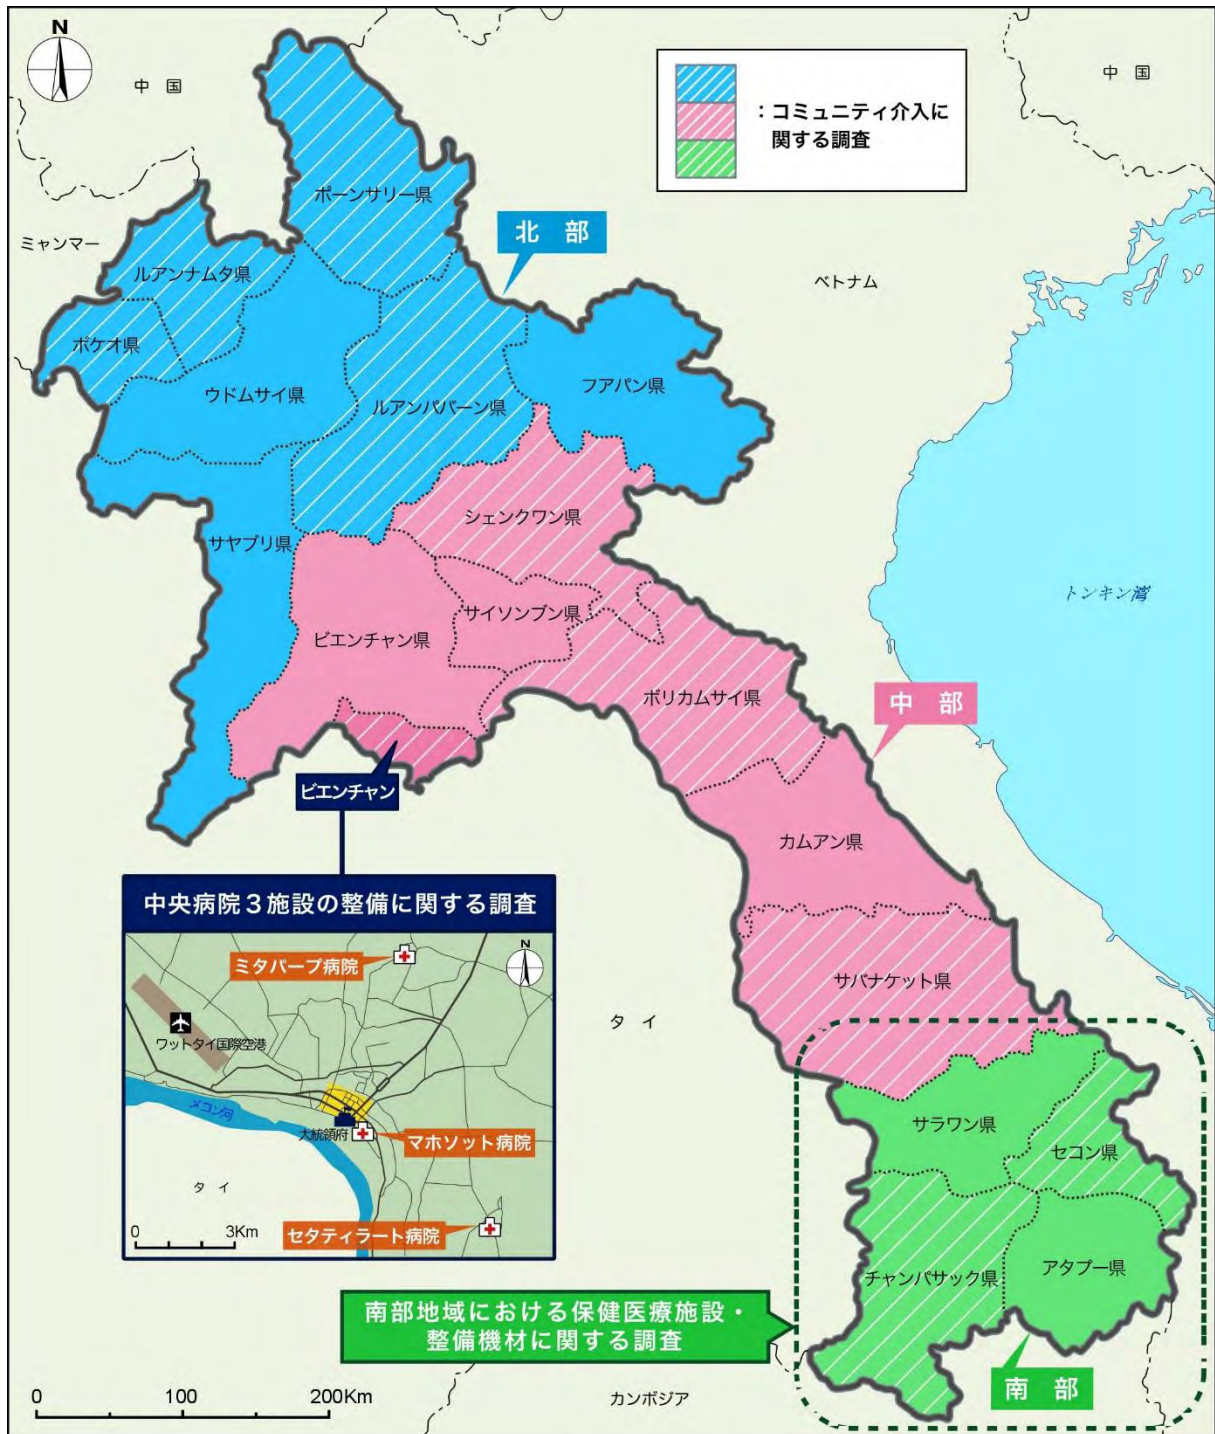 N
中 国
中 国
：コミュニティ介入に
関する調査
ポーンサリー県
北 部
ミャンマー
ルアンナムタ県
ベトナム
ボケオ県
ウドムサイ県
ルアンパバーン県
フアパン県
シェンクワン県
サヤブリ県
トンキン湾
サイソンブン県
ビエンチャン県
ボリカムサイ県
中 部
ビエンチャン
カムアン県
中央病院３施設の整備に関する調査
N
ミタパープ病院
ワットタイ国際空港
メコン河
大統領府
マホソット病院
タ イ
セタティラート病院
0 3Km
サバナケット県
タ イ
サラワン県
セコン県
チャンパサック県
アタプー県
南部地域における保健医療施設・
整備機材に関する調査
南 部
カンボジア
0 100 200Km